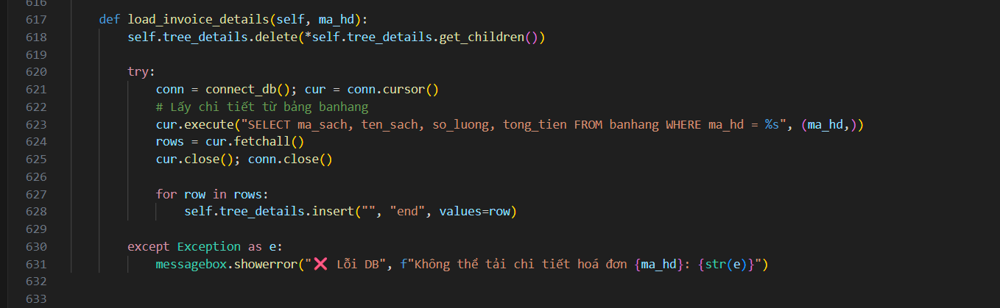 616
617 def load_invoice_details(self, ma_hd):
618 self.tree_details.delete(*self.tree_details.get_children())
619
620 try:
621 conn = connect_db(); cur = conn.cursor()
622 # Lấy chi tiết từ bảng banhang
623 cur.execute("SELECT ma_sach, ten_sach, so_luong, tong_tien FROM banhang WHERE ma_hd = %s", (ma_hd,))
624 rows = cur.fetchall()
625 cur.close(); conn.close()
626
627 for row in rows:
628 self.tree_details.insert("", "end", values=row)
629
630 except Exception as e:
631 messagebox.showerror("❌ Lỗi DB", f"Không thể tải chi tiết hoá đơn {ma_hd}: {str(e)}")
632
633